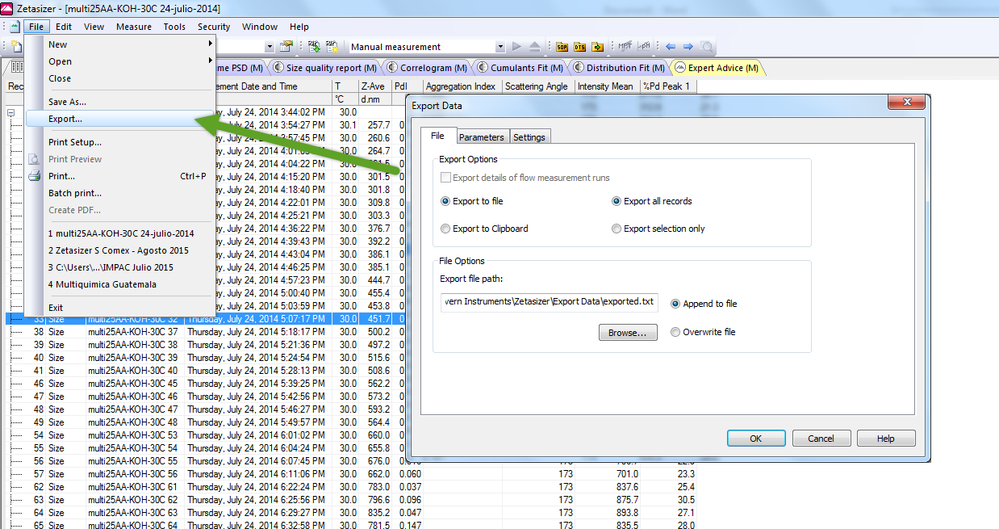 Zetasizer - [multi25AA-KOH-30C 24-julio-2014]
File Edit View Measure Tools Security Window Help
Manual measurement
me PSD (M) Size quality report (M) Correlogram (M) Cumulants Fit (M) Distribution Fit (M) Expert Advice (M)
Rec ement Date and Time T Z-Ave PdI Aggregation Index Scattering Angle Intensity Mean %Pd Peak 1
°C d.nm
New
Open
Close
Save As...
Export...
Print Setup...
Print Preview
Print... Ctrl+P
Batch print...
Create PDF...
1 multi25AA-KOH-30C 24-julio-2014
2 Zetasizer S Comex - Agosto 2015
3 C:\Users\...\IMPAC Julio 2015
4 Multiquimica Guatemala
Exit
ay, July 24, 2014 3:44:02 PM 30.0
ay, July 24, 2014 3:54:27 PM 30.1 257.7 0
ay, July 24, 2014 3:57:45 PM 30.0 260.6 0
ay, July 24, 2014 4:01:03 PM 30.0 264.7 0
ay, July 24, 2014 4:04:22 PM 30.0
ay, July 24, 2014 4:15:20 PM 30.0 301.5 0
ay, July 24, 2014 4:18:40 PM 30.0 301.8 0
ay, July 24, 2014 4:22:01 PM 30.0 309.8 0
ay, July 24, 2014 4:25:21 PM 30.0 303.3 0
ay, July 24, 2014 4:36:22 PM 30.0 376.7 0
ay, July 24, 2014 4:39:43 PM 30.0 392.2 0
ay, July 24, 2014 4:43:04 PM 30.0 386.1 0
ay, July 24, 2014 4:46:25 PM 30.0 385.1 0
ay, July 24, 2014 4:57:23 PM 30.0 444.7 0
ay, July 24, 2014 5:00:40 PM 30.0 455.4 0
ay, July 24, 2014 5:03:59 PM 30.0 453.8 0
33 Size multi25AA-KOH-30C 32 Thursday, July 24, 2014 5:07:17 PM 30.0 451.7 0
38 Size multi25AA-KOH-30C 37 Thursday, July 24, 2014 5:18:17 PM 30.0 500.2 0
39 Size multi25AA-KOH-30C 38 Thursday, July 24, 2014 5:21:36 PM 30.0 497.2 0
40 Size multi25AA-KOH-30C 39 Thursday, July 24, 2014 5:24:54 PM 30.0 515.6 0
41 Size multi25AA-KOH-30C 40 Thursday, July 24, 2014 5:28:13 PM 30.0 508.6 0
46 Size multi25AA-KOH-30C 45 Thursday, July 24, 2014 5:39:25 PM 30.0 562.2 0
47 Size multi25AA-KOH-30C 46 Thursday, July 24, 2014 5:42:56 PM 30.0 573.2 0
48 Size multi25AA-KOH-30C 47 Thursday, July 24, 2014 5:46:27 PM 30.0 593.2 0
49 Size multi25AA-KOH-30C 48 Thursday, July 24, 2014 5:49:57 PM 30.0 564.4 0
54 Size multi25AA-KOH-30C 53 Thursday, July 24, 2014 6:01:02 PM 30.0 660.0 0
55 Size multi25AA-KOH-30C 54 Thursday, July 24, 2014 6:04:24 PM 30.0 655.8 0
56 Size multi25AA-KOH-30C 55 Thursday, July 24, 2014 6:07:45 PM 30.0 676.0
57 Size multi25AA-KOH-30C 56 Thursday, July 24, 2014 6:11:06 PM 30.0 662.0 0.060 173 701.0 23.3
62 Size multi25AA-KOH-30C 61 Thursday, July 24, 2014 6:22:24 PM 30.0 783.0 0.037 173 837.6 25.4
63 Size multi25AA-KOH-30C 62 Thursday, July 24, 2014 6:25:56 PM 30.0 796.6 0.096 173 875.7 30.5
64 Size multi25AA-KOH-30C 63 Thursday, July 24, 2014 6:29:27 PM 30.0 835.2 0.047 173 893.8 27.1
65 Size multi25AA-KOH-30C 64 Thursday, July 24, 2014 6:32:58 PM 30.0 781.5 0.147 173 835.5 28.0
Export Data
File Parameters Settings
Export Options
Export details of flow measurement runs
Export to file Export all records
Export to Clipboard Export selection only
File Options
Export file path:
vern Instruments\Zetasizer\Export Data\exported.txt Append to file
Browse... Overwrite file
OK Cancel Help